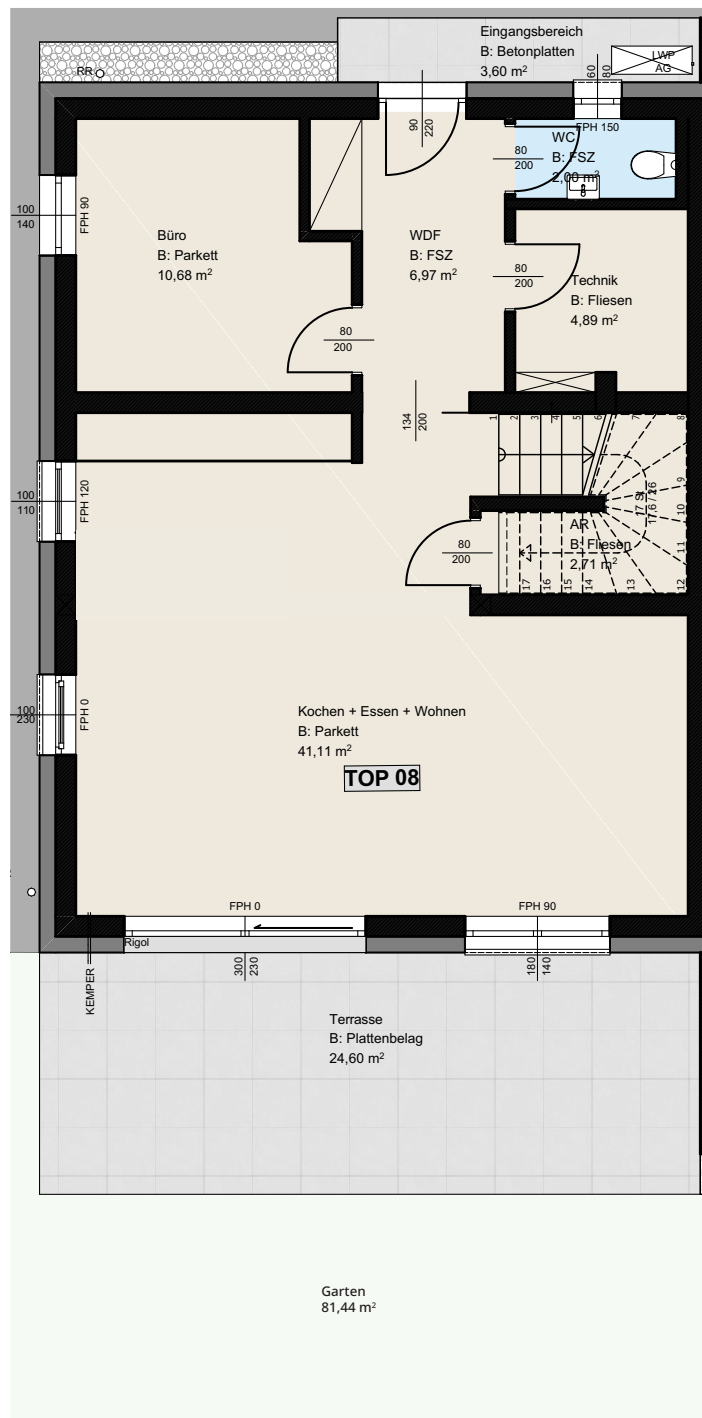 Eingangsbereich
B: Betonplatten
3,60 m²
LWP
AG
60
80
RR
90
220
FPH 150
WC
B: FSZ
2,00 m²
80
200
100
140
FPH 90
Büro
B: Parkett
10,68 m²
WDF
B: FSZ
6,97 m²
80
200
Technik
B: Fliesen
4,89 m²
80
200
134
200
1
2
3
4
5
6
7
8
9
10
11
12
13
14
15
16
17
17 St
17,6 / 26
100
110
FPH 120
AR
B: Fliesen
2,71 m²
80
200
100
230
FPH 0
Kochen + Essen + Wohnen
B: Parkett
41,11 m²
TOP 08
FPH 0
FPH 90
Rigol
KEMPER
300
230
180
140
Terrasse
B: Plattenbelag
24,60 m²
Garten
81,44 m²